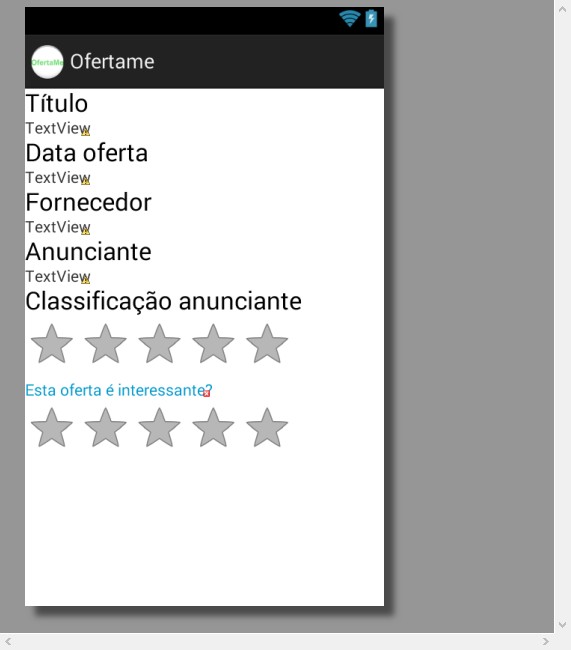 OfertaMe
Ofertame
Título
TextView
Data oferta
TextView
Fornecedor
TextView
Anunciante
TextView
Classificação anunciante
Esta oferta é interessante?